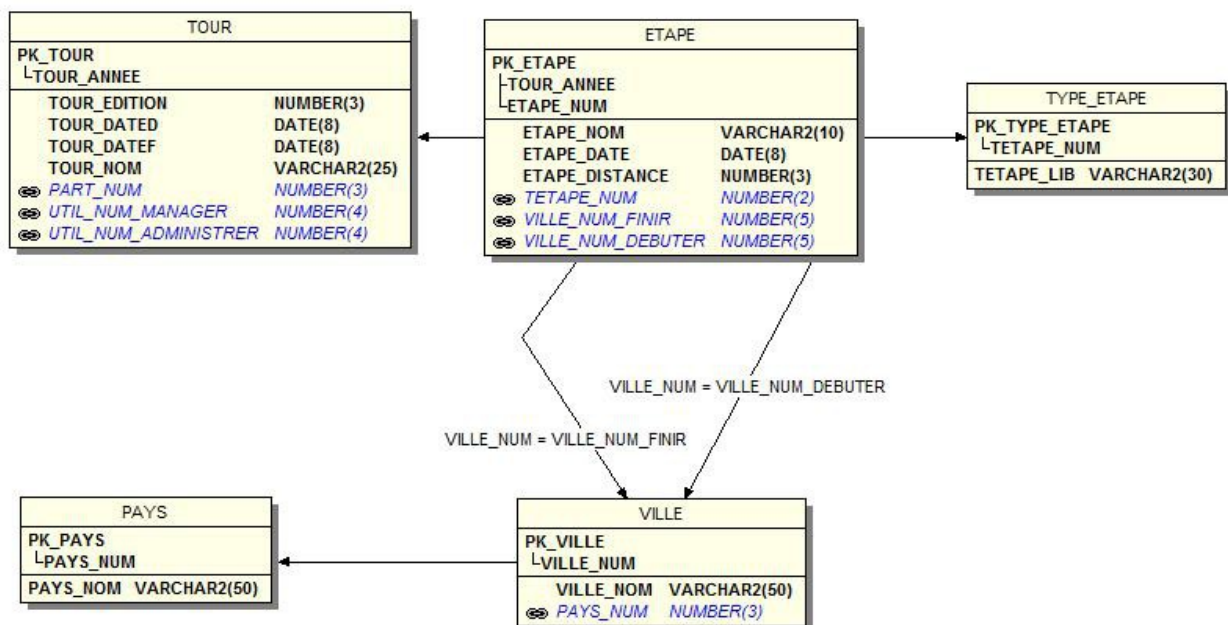 TOUR
PK_TOUR
TOUR_ANNEE
TOUR_EDITION NUMBER(3)
TOUR_DATED DATE(8)
TOUR_DATEF DATE(8)
TOUR_NOM VARCHAR2(25)
PART_NUM NUMBER(3)
UTIL_NUM_MANAGER NUMBER(4)
UTIL_NUM_ADMINISTRER NUMBER(4)
ETAPE
PK_ETAPE
TOUR_ANNEE
ETAPE_NUM
ETAPE_NOM VARCHAR2(10)
ETAPE_DATE DATE(8)
ETAPE_DISTANCE NUMBER(3)
TETAPE_NUM NUMBER(2)
VILLE_NUM_FINIR NUMBER(5)
VILLE_NUM_DEBUTER NUMBER(5)
TYPE_ETAPE
PK_TYPE_ETAPE
TETAPE_NUM
TETAPE_LIB VARCHAR2(30)
VILLE_NUM = VILLE_NUM_DEBUTER
VILLE_NUM = VILLE_NUM_FINIR
PAYS
PK_PAYS
PAYS_NUM
PAYS_NOM VARCHAR2(50)
VILLE
PK_VILLE
VILLE_NUM
VILLE_NOM VARCHAR2(50)
PAYS_NUM NUMBER(3)